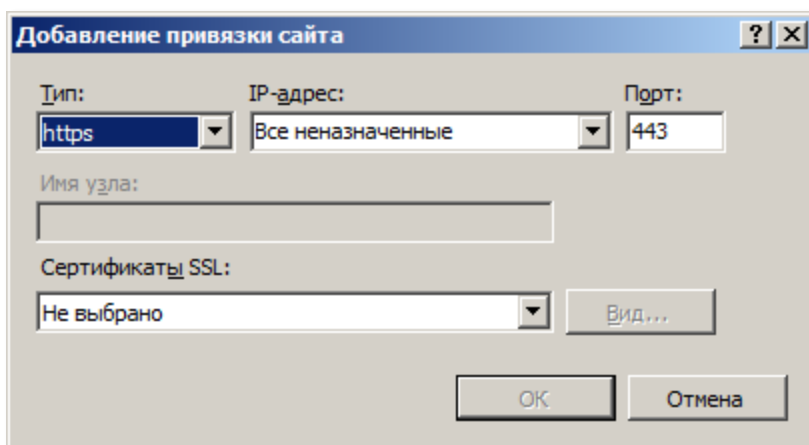 Добавление привязки сайта
Тип: IP-адрес: Порт:
https Все неназначенные 443
Имя узла:
Сертификаты SSL:
Не выбрано Вид...
OK Отмена